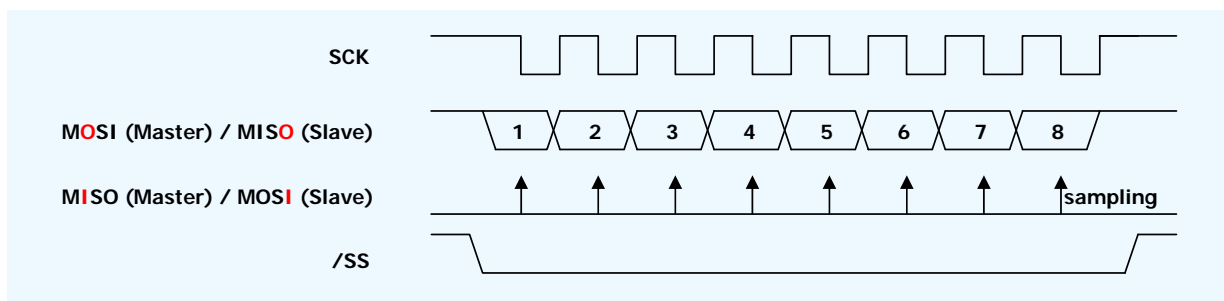 SCK
MOSI (Master) / MISO (Slave)
1 2 3 4 5 6 7 8
MISO (Master) / MOSI (Slave)
sampling
/SS